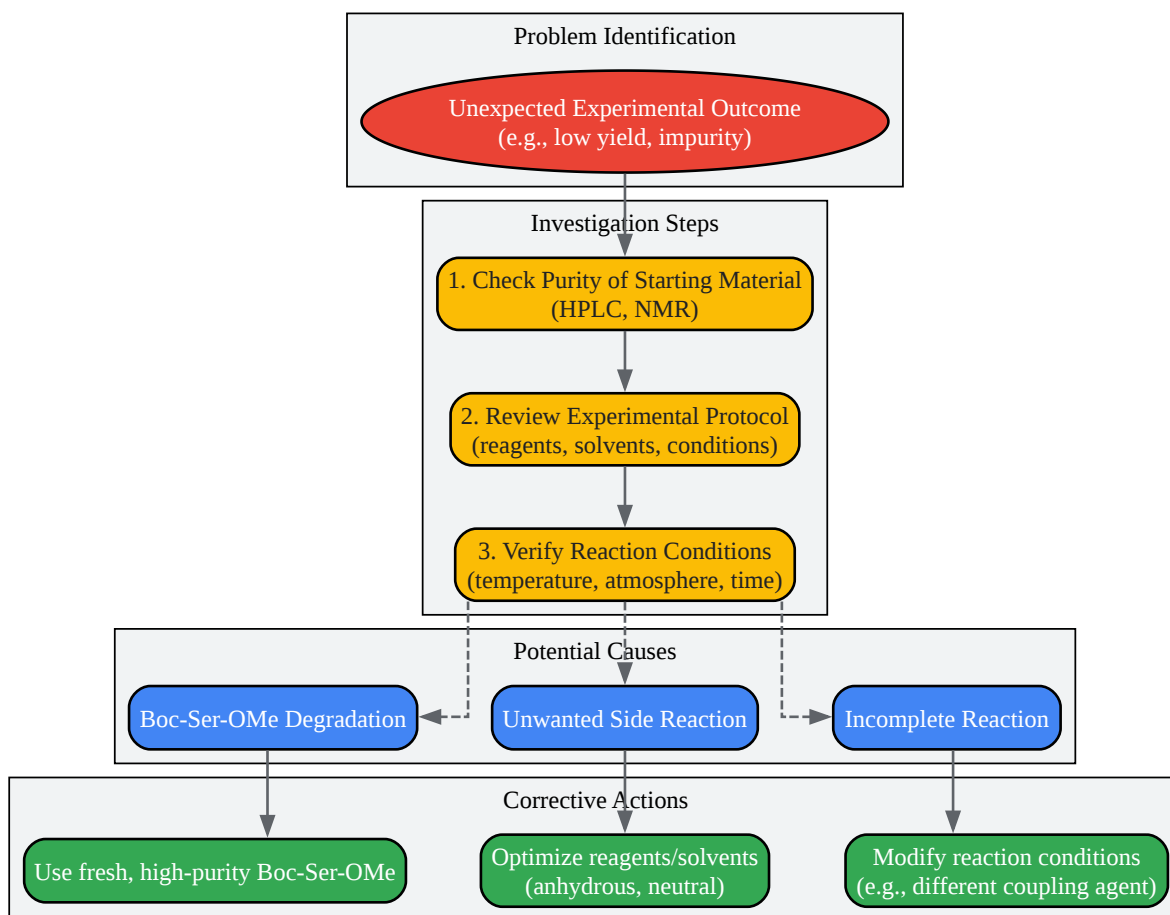 Problem Identification
Unexpected Experimental Outcome
(e.g., low yield, impurity)
Investigation Steps
1. Check Purity of Starting Material
(HPLC, NMR)
2. Review Experimental Protocol
(reagents, solvents, conditions)
3. Verify Reaction Conditions
(temperature, atmosphere, time)
Potential Causes
Boc-Ser-OMe Degradation
Unwanted Side Reaction
Incomplete Reaction
Corrective Actions
Use fresh, high-purity Boc-Ser-OMe
Optimize reagents/solvents
(anhydrous, neutral)
Modify reaction conditions
(e.g., different coupling agent)